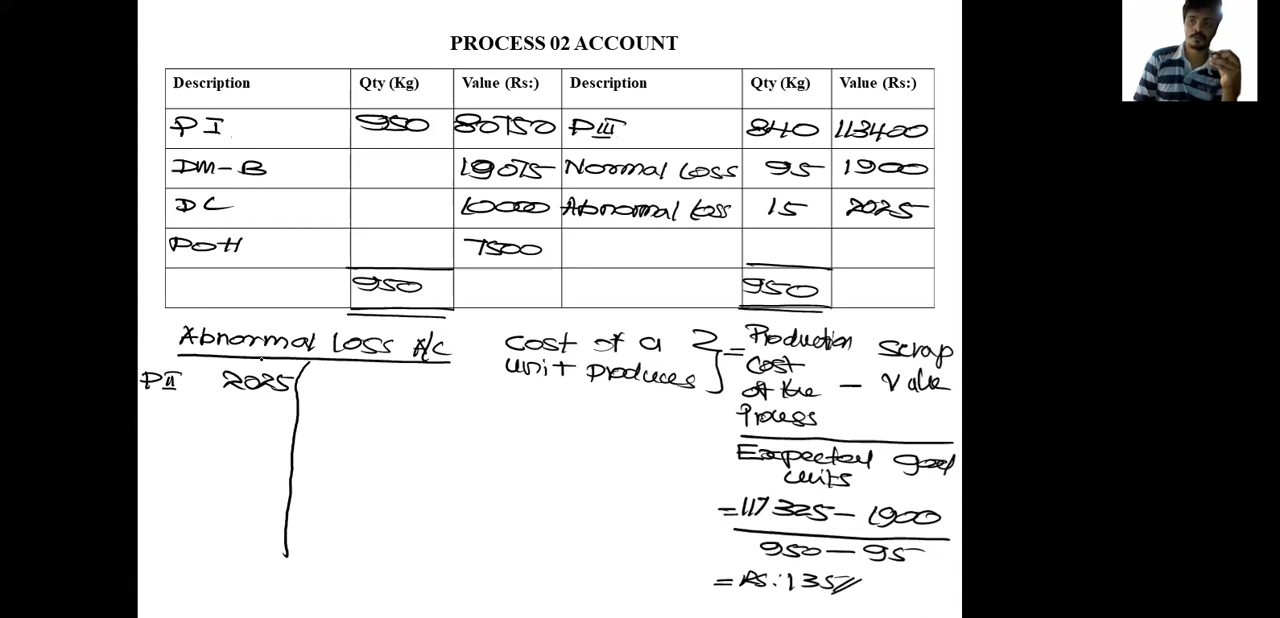 PROCESS 02 ACCOUNT
Description Qty (Kg) Value (Rs:) Description Qty (Kg) Value (Rs:)
P I 950 80750 P III 840 113400
DM-B 19075 Normal Loss 95 1900
DC 10000 Abnormal Loss 15 2025
POH 7500
950 950
Abnormal Loss A/c
P II 2025
Cost of a
unit produces
=
Production
cost
of the
Process
— Scrap
Value
Expected good
units
= 117325 — 1900
950 — 95
= Rs: 135//